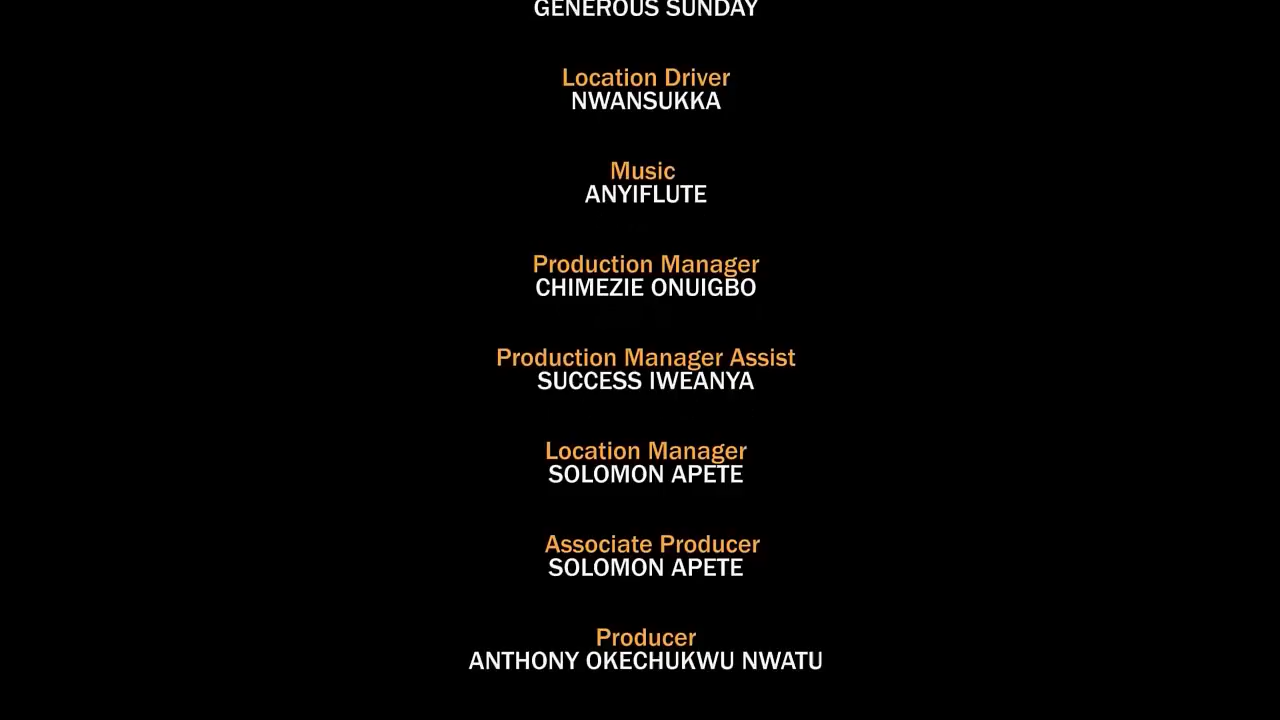 GENEROUS SUNDAY
Location Driver
NWANSUKKA
Music
ANYIFLUTE
Production Manager
CHIMEZIE ONUIGBO
Production Manager Assist
SUCCESS IWEANYA
Location Manager
SOLOMON APETE
Associate Producer
SOLOMON APETE
Producer
ANTHONY OKECHUKWU NWATU